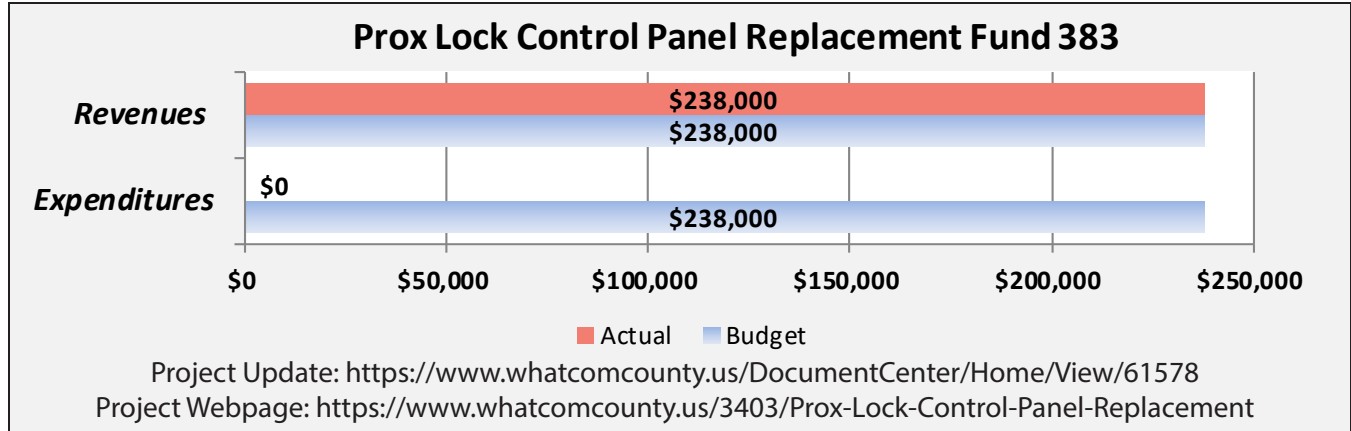 Prox Lock Control Panel Replacement Fund 383
Revenues
$238,000
$238,000
Expenditures
$0
$238,000
$0 $50,000 $100,000 $150,000 $200,000 $250,000
Actual Budget
Project Update: https://www.whatcomcounty.us/DocumentCenter/Home/View/61578
Project Webpage: https://www.whatcomcounty.us/3403/Prox-Lock-Control-Panel-Replacement